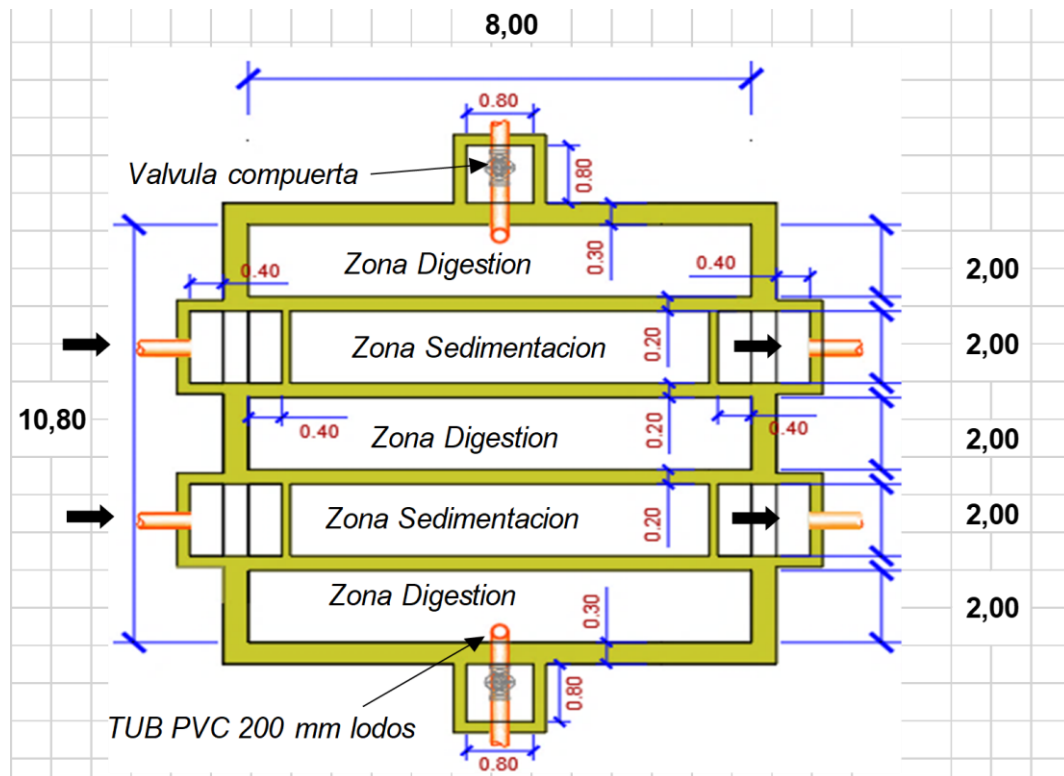 8,00
0.80
Valvula compuerta
0.80
Zona Digestion
0.30
0.40
0.40
2,00
Zona Sedimentacion
0.20
2,00
10,80
0.40
Zona Digestion
0.20
0.40
2,00
Zona Sedimentacion
0.20
2,00
Zona Digestion
0.30
2,00
TUB PVC 200 mm lodos
0.80
0.80